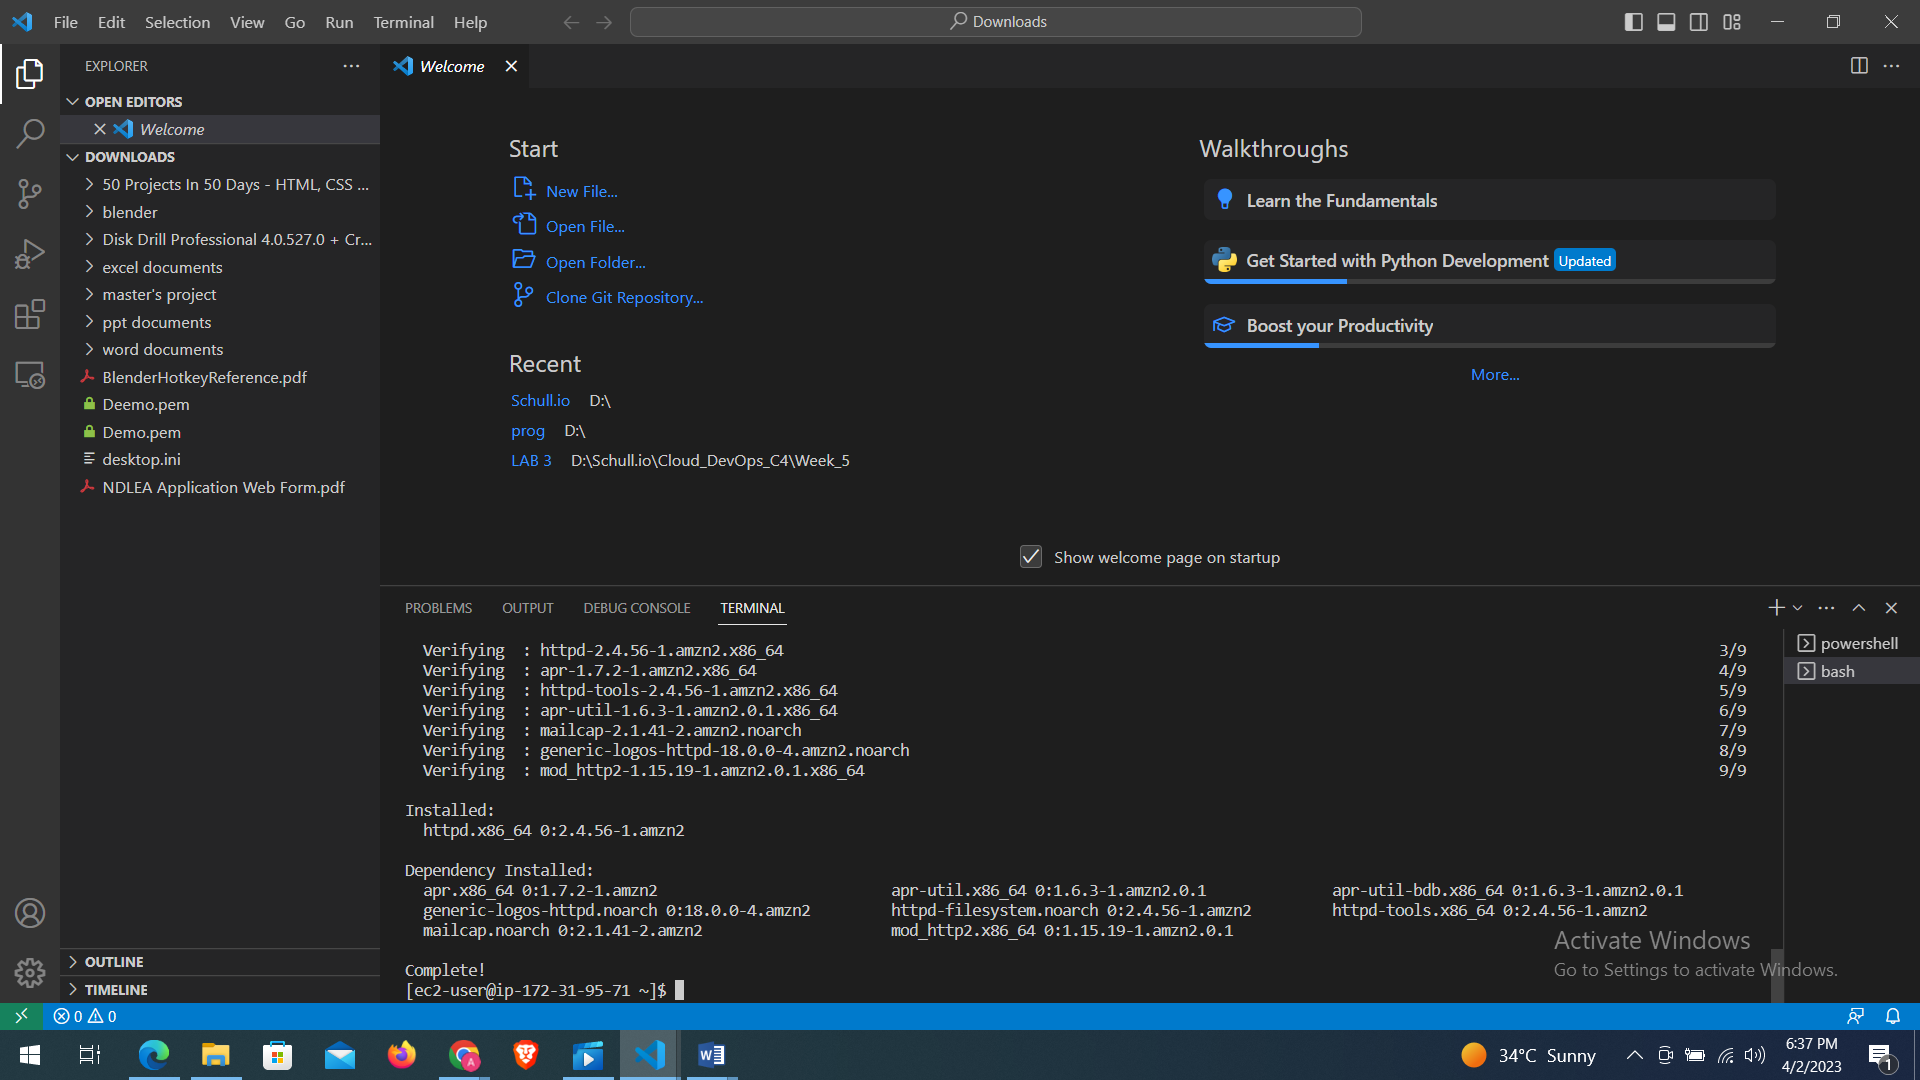 File Edit Selection View Go Run Terminal Help
Downloads
EXPLORER
OPEN EDITORS
Welcome
DOWNLOADS
50 Projects In 50 Days - HTML, CSS ...
blender
Disk Drill Professional 4.0.527.0 + Cr...
excel documents
master's project
ppt documents
word documents
BlenderHotkeyReference.pdf
Deemo.pem
Demo.pem
desktop.ini
NDLEA Application Web Form.pdf
OUTLINE
TIMELINE
Welcome
Start
New File...
Open File...
Open Folder...
Clone Git Repository...
Recent
Schull.io D:\
prog D:\
LAB 3 D:\Schull.io\Cloud_DevOps_C4\Week_5
Walkthroughs
Learn the Fundamentals
Get Started with Python Development Updated
Boost your Productivity
More...
Show welcome page on startup
PROBLEMS OUTPUT DEBUG CONSOLE TERMINAL
Verifying : httpd-2.4.56-1.amzn2.x86_64 3/9
Verifying : apr-1.7.2-1.amzn2.x86_64 4/9
Verifying : httpd-tools-2.4.56-1.amzn2.x86_64 5/9
Verifying : apr-util-1.6.3-1.amzn2.0.1.x86_64 6/9
Verifying : mailcap-2.1.41-2.amzn2.noarch 7/9
Verifying : generic-logos-httpd-18.0.0-4.amzn2.noarch 8/9
Verifying : mod_http2-1.15.19-1.amzn2.0.1.x86_64 9/9
Installed:
httpd.x86_64 0:2.4.56-1.amzn2
Dependency Installed:
apr.x86_64 0:1.7.2-1.amzn2 apr-util.x86_64 0:1.6.3-1.amzn2.0.1 apr-util-bdb.x86_64 0:1.6.3-1.amzn2.0.1
generic-logos-httpd.noarch 0:18.0.0-4.amzn2 httpd-filesystem.noarch 0:2.4.56-1.amzn2 httpd-tools.x86_64 0:2.4.56-1.amzn2
mailcap.noarch 0:2.1.41-2.amzn2 mod_http2.x86_64 0:1.15.19-1.amzn2.0.1
Complete!
[ec2-user@ip-172-31-95-71 ~]$
powershell
bash
Activate Windows
Go to Settings to activate Windows.
0 0
34°C Sunny
6:37 PM
4/2/2023
1